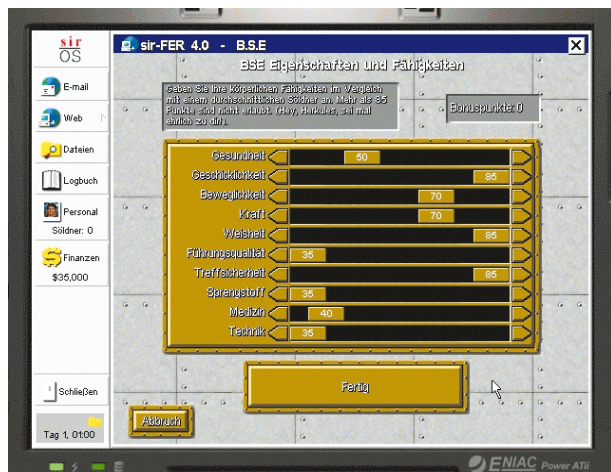 sir
OS
E-mail
Web
Dateien
Logbuch
Personal
Söldner: 0
Finanzen
$35,000
Schließen
Tag 1, 01:00
sir-FER 4.0 - B.S.E
BSE Eigenschaften und Fähigkeiten
Geben Sie Ihre körperlichen Fähigkeiten im Vergleich
mit einem durchschnittlichen Söldner an. Mehr als 85
Punkte sind nicht erlaubt. (Hey, Herkules, sei mal
ehrlich zu dir!).
Bonuspunkte: 0
Gesundheit 50
Geschicklichkeit 85
Beweglichkeit 70
Kraft 70
Weisheit 85
Führungsqualität 35
Treffsicherheit 85
Sprengstoff 35
Medizin 40
Technik 35
Fertig
Abbruch
ENIAC Power ATii